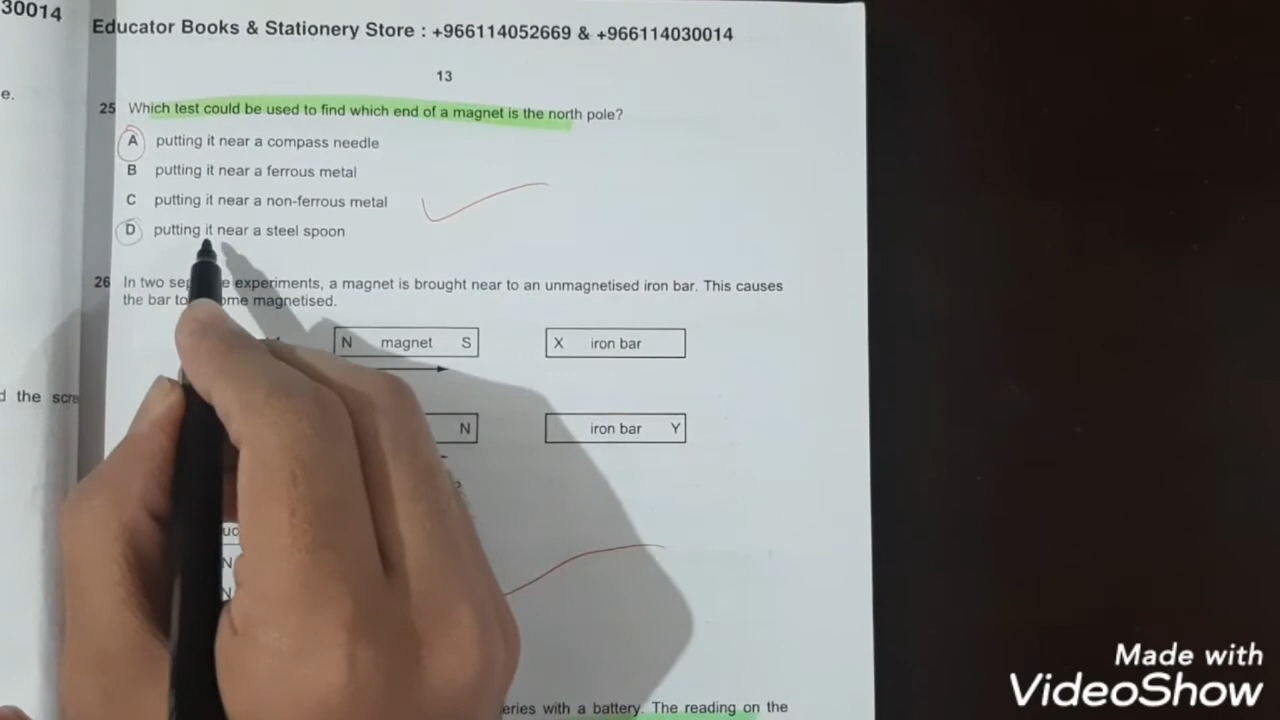 30014
Educator Books & Stationery Store : +966114052669 & +966114030014
13
e.
25 Which test could be used to find which end of a magnet is the north pole?
A putting it near a compass needle
B putting it near a ferrous metal
C putting it near a non-ferrous metal
D putting it near a steel spoon
26 In two experiments, a magnet is brought near to an unmagnetised iron bar. This causes
the bar to magnetised.
N magnet S X iron bar
d the
N iron bar Y
N
N
with a battery. The reading on the
Made with
VideoShow